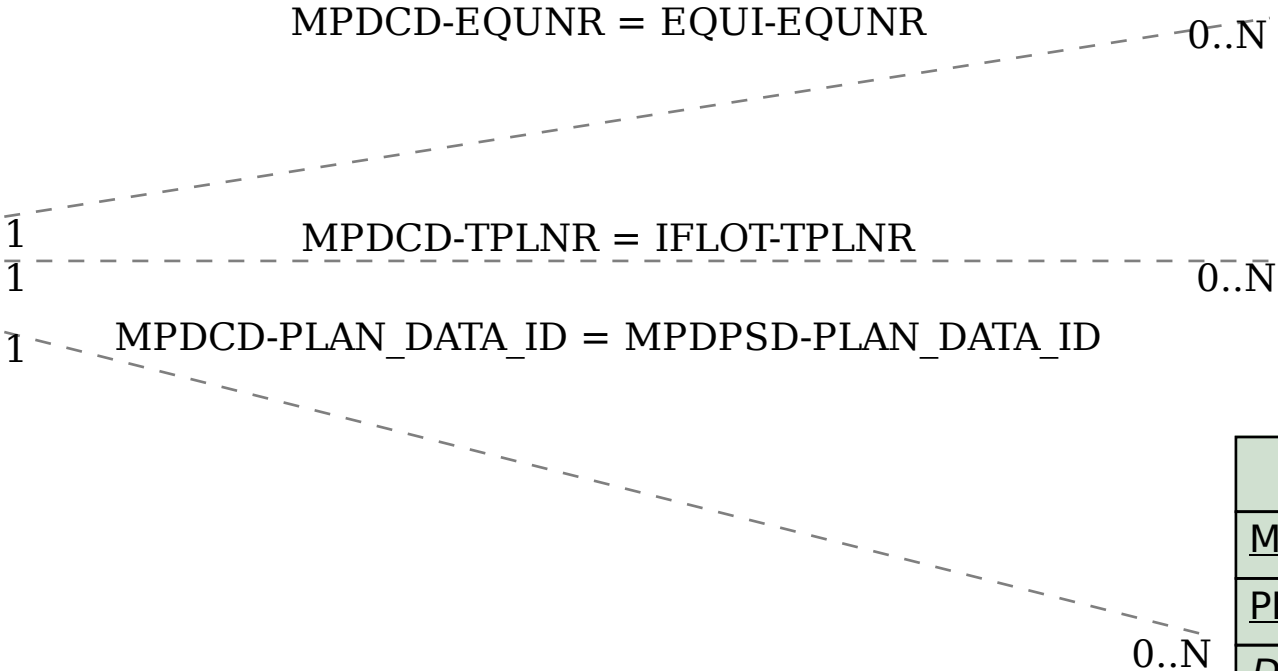 MPDCD-EQUNR = EQUI-EQUNR
0..N
1
MPDCD-TPLNR = IFLOT-TPLNR
1
0..N
1
MPDCD-PLAN_DATA_ID = MPDPSD-PLAN_DATA_ID
0..N